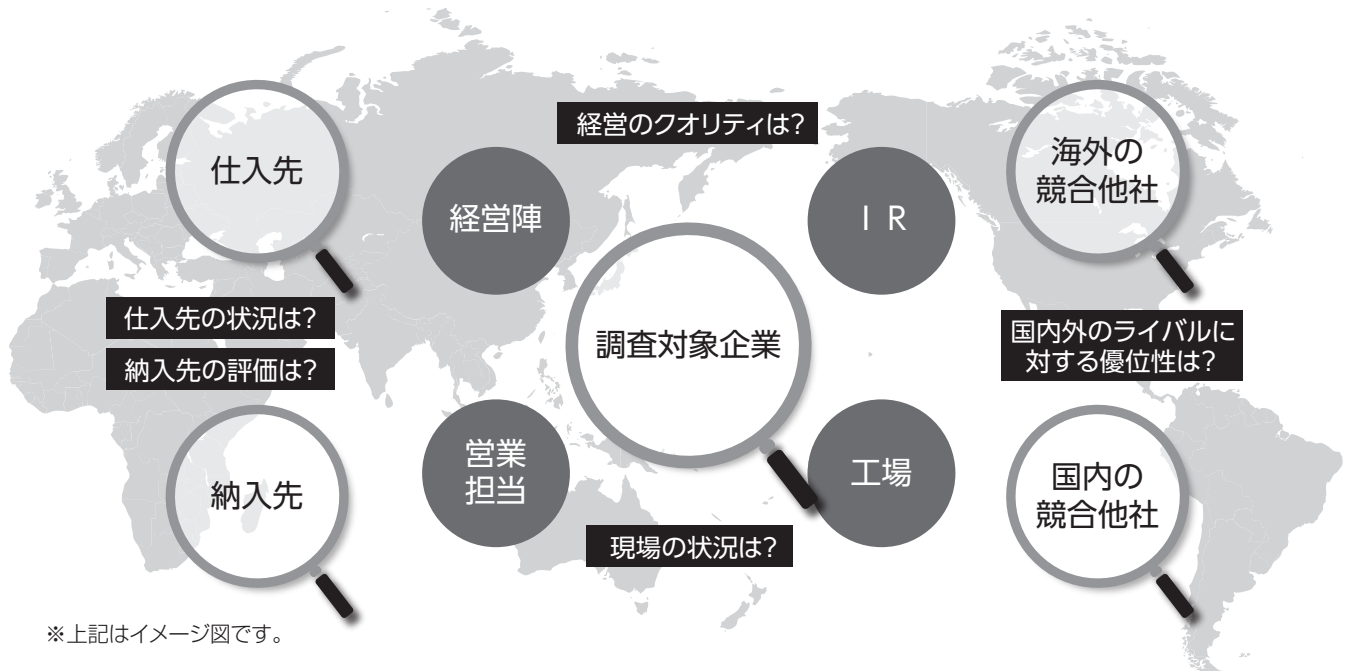 経営のクオリティは?
仕入先
経営陣
I R
海外の
競合他社
仕入先の状況は?
納入先の評価は?
調査対象企業
国内外のライバルに
対する優位性は?
納入先
営業
担当
工場
国内の
競合他社
現場の状況は?
※上記はイメージ図です。